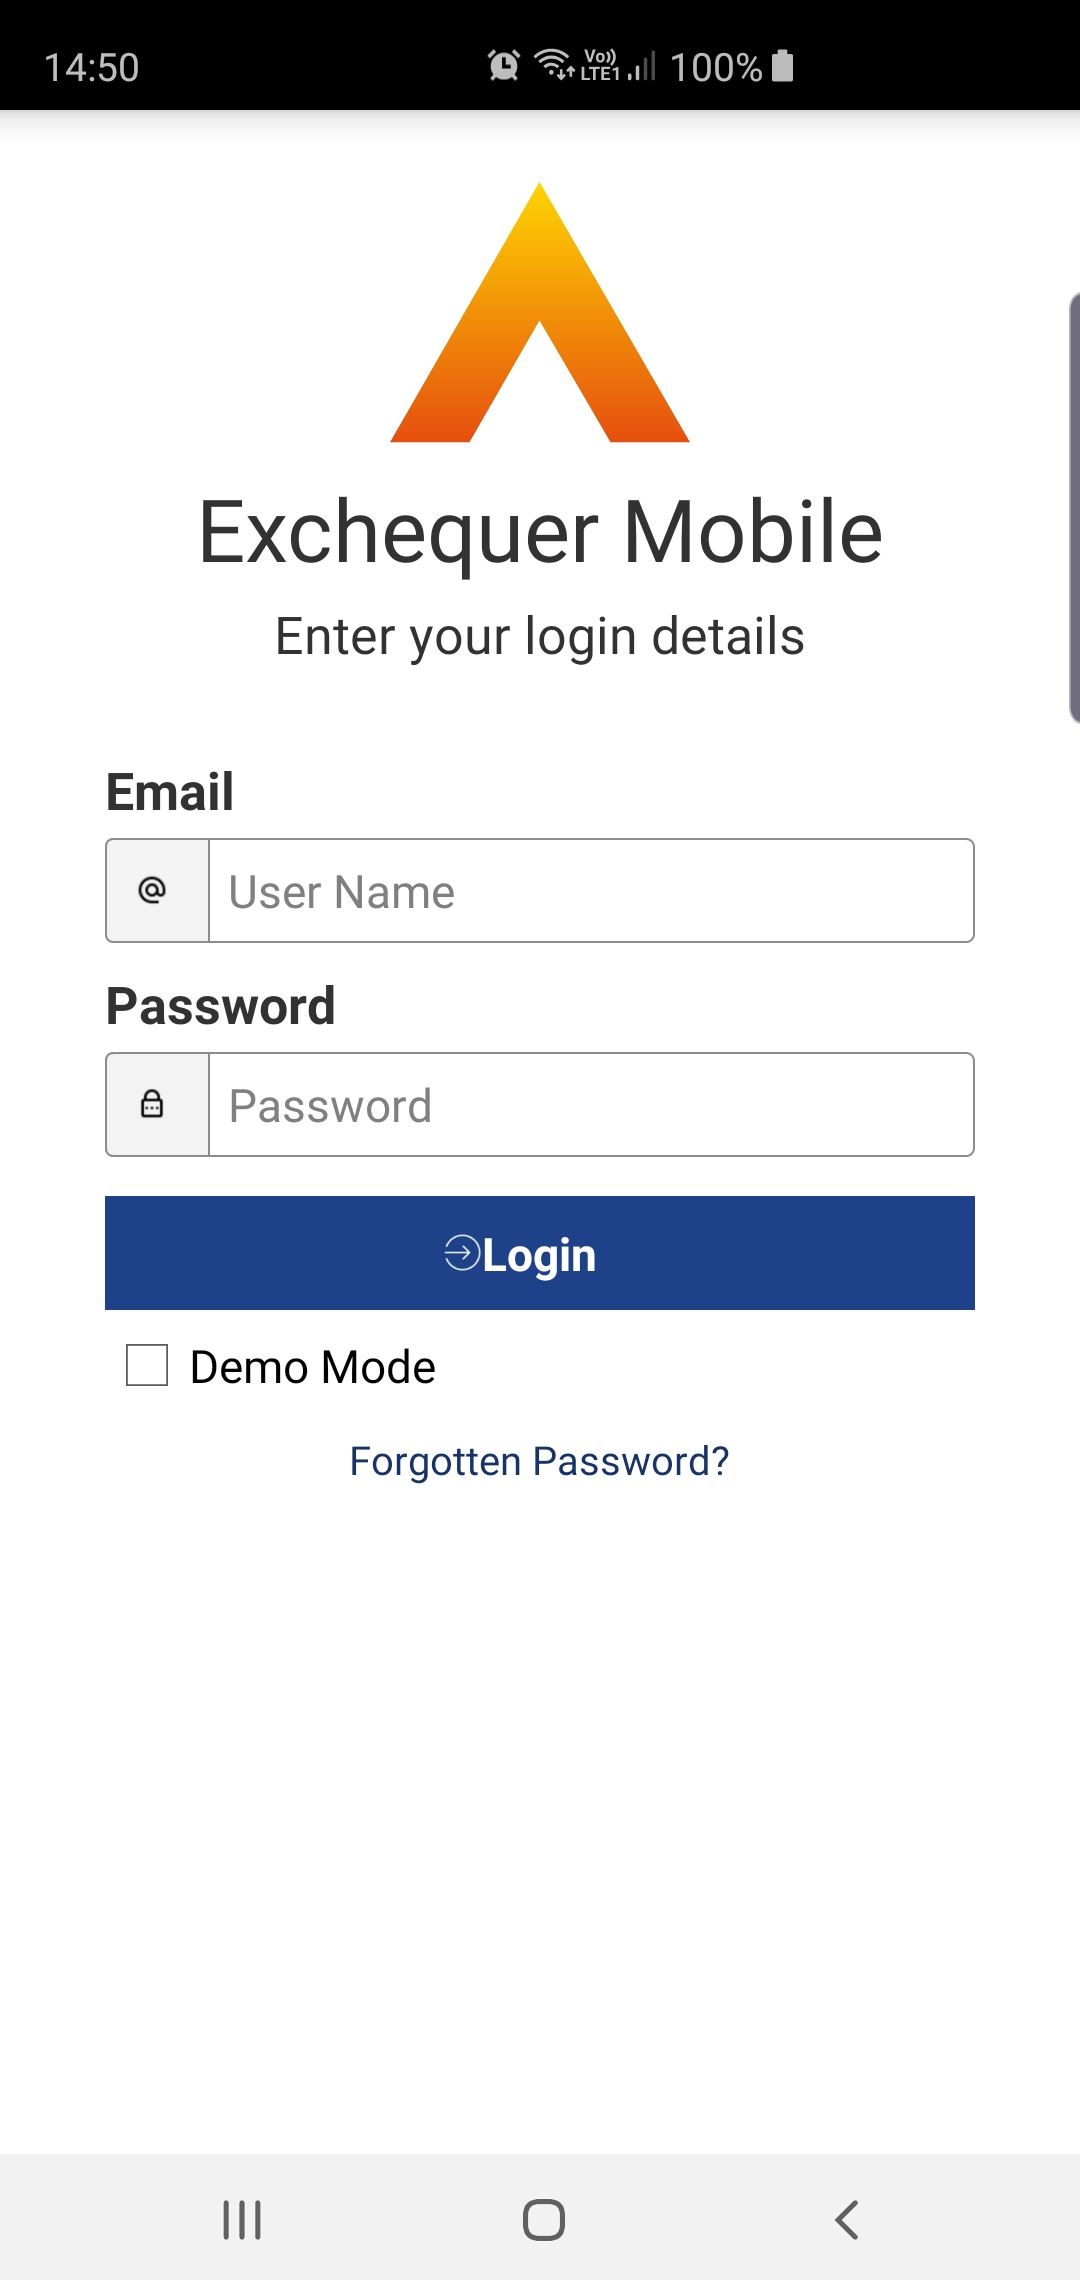 14:50
Vo)) LTE1 100%
Exchequer Mobile
Enter your login details
Email
@ User Name
Password
Password
Login
Demo Mode
Forgotten Password?